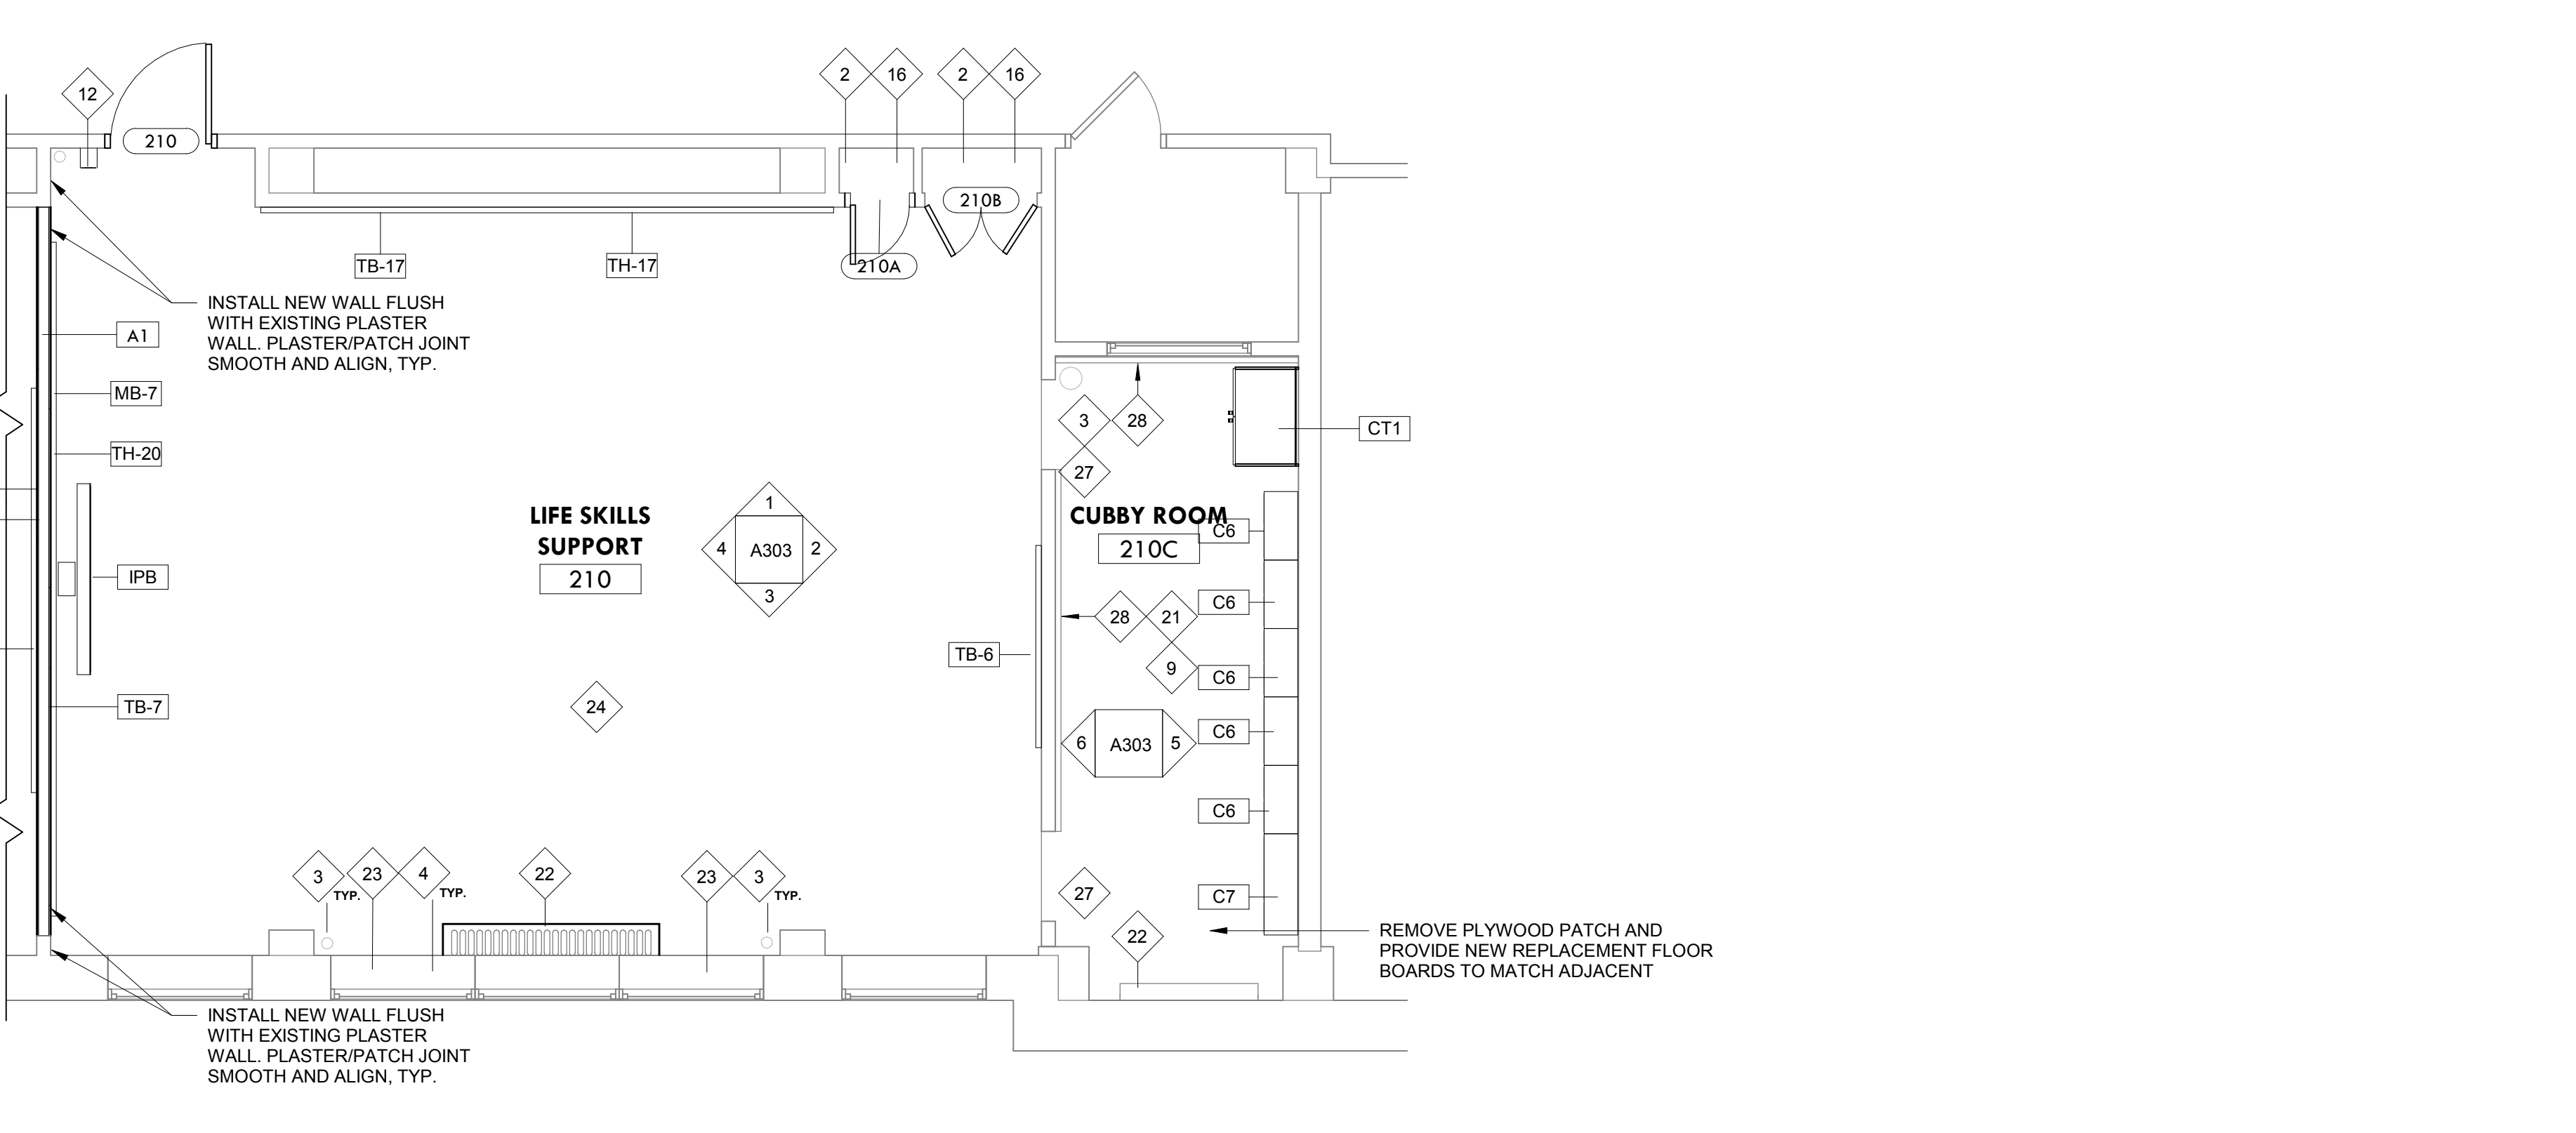 12
2
16
2
16
210
210B
TB-17
TH-17
210A
INSTALL NEW WALL FLUSH
WITH EXISTING PLASTER
WALL. PLASTER/PATCH JOINT
SMOOTH AND ALIGN, TYP.
A1
MB-7
TH-20
IPB
TB-7
LIFE SKILLS
SUPPORT
210
1
4
A303
2
3
24
TB-6
3
28
27
CT1
CUBBY ROOM
210C
C6
C6
28
21
9
C6
C6
6
A303
5
C6
C7
27
22
3
TYP.
23
4
TYP.
22
23
3
TYP.
REMOVE PLYWOOD PATCH AND
PROVIDE NEW REPLACEMENT FLOOR
BOARDS TO MATCH ADJACENT
INSTALL NEW WALL FLUSH
WITH EXISTING PLASTER
WALL. PLASTER/PATCH JOINT
SMOOTH AND ALIGN, TYP.